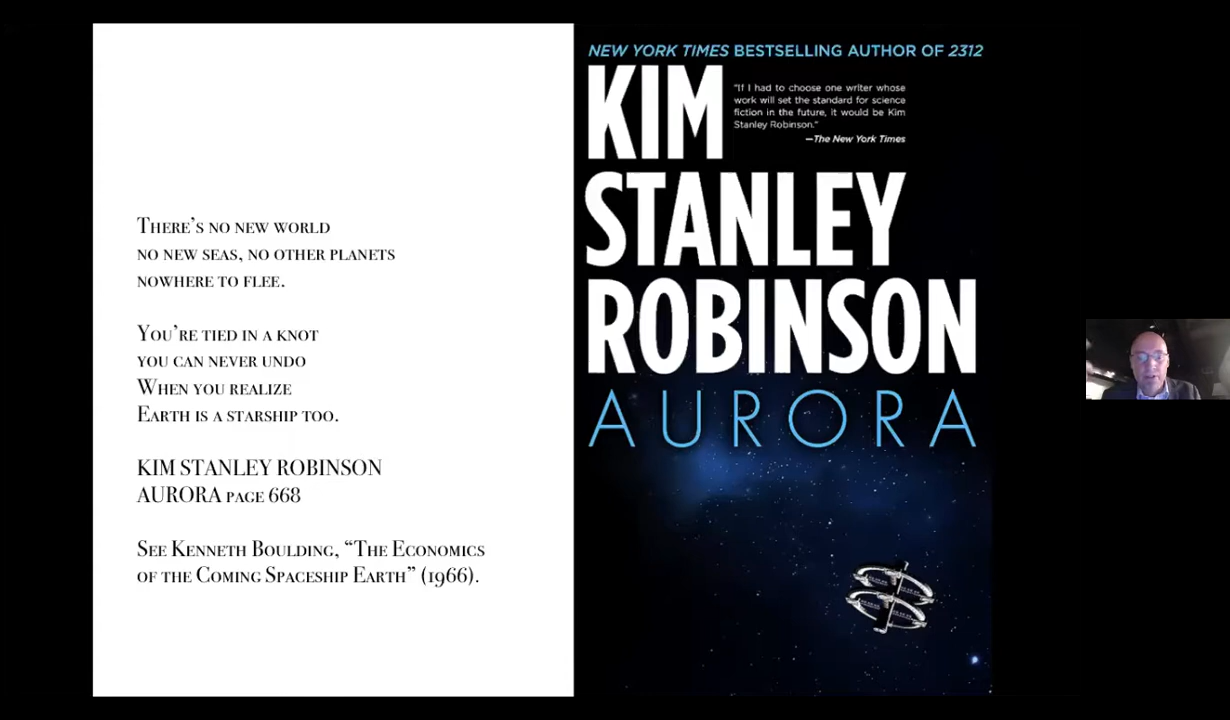 There's no new world
no new seas, no other planets
nowhere to flee.
You're tied in a knot
you can never undo
When you realize
Earth is a starship too.
KIM STANLEY ROBINSON
AURORA page 668
See Kenneth Boulding, “The Economics
of the Coming Spaceship Earth” (1966).
NEW YORK TIMES BESTSELLING AUTHOR OF 2312
KIM
"If I had to choose one writer whose
work will set the standard for science
fiction in the future, it would be Kim
Stanley Robinson."
—The New York Times
STANLEY
ROBINSON
AURORA